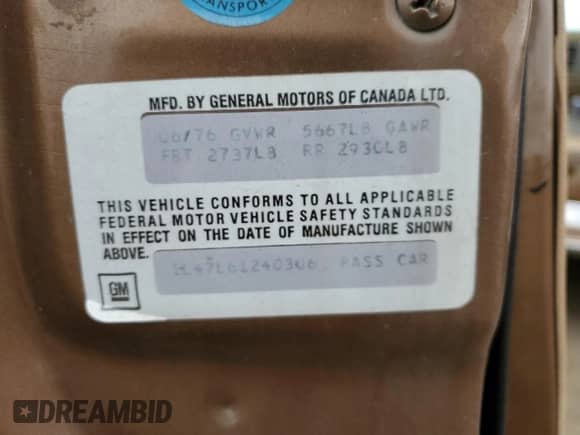 TRANSPORT
MFD. BY GENERAL MOTORS OF CANADA LTD.
06/76 GVWR 5667LB GAWR
FRT 2737LB RR 2930LB
THIS VEHICLE CONFORMS TO ALL APPLICABLE
FEDERAL MOTOR VEHICLE SAFETY STANDARDS
IN EFFECT ON THE DATE OF MANUFACTURE SHOWN
ABOVE.
PASS CAR
GM
DREAMBID